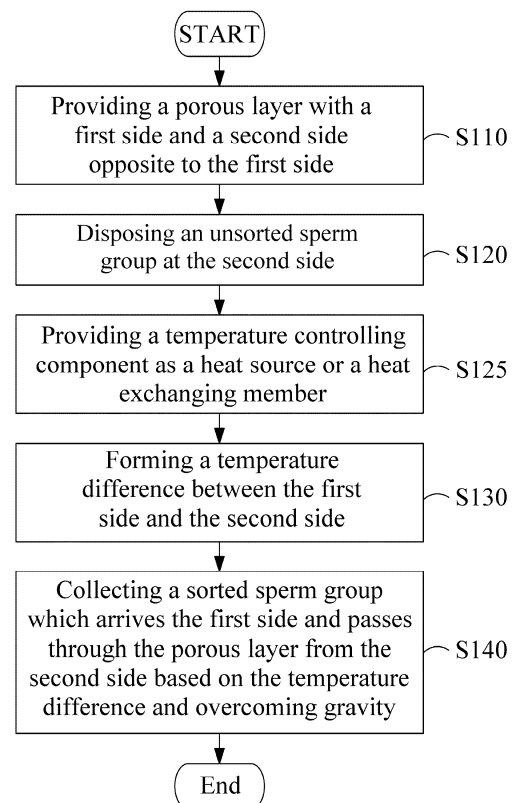 START
Providing a porous layer with a
first side and a second side
opposite to the first side
S110
Disposing an unsorted sperm
group at the second side
S120
Providing a temperature controlling
component as a heat source or a heat
exchanging member
S125
Forming a temperature
difference between the first
side and the second side
S130
Collecting a sorted sperm group
which arrives the first side and passes
through the porous layer from the
second side based on the temperature
difference and overcoming gravity
S140
End